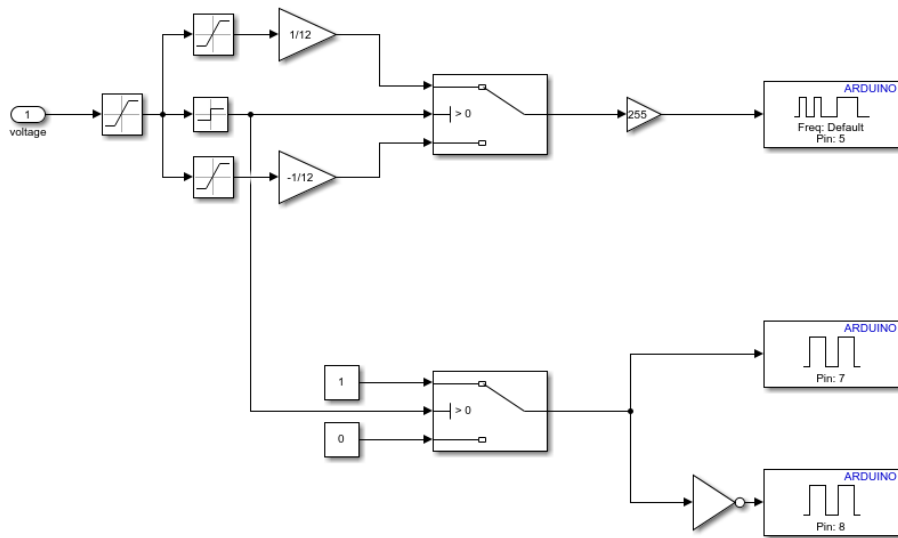 1/12
ARDUINO
1
voltage
> 0
255
Freq: Default
Pin: 5
-1/12
ARDUINO
1
> 0
Pin: 7
0
ARDUINO
Pin: 8